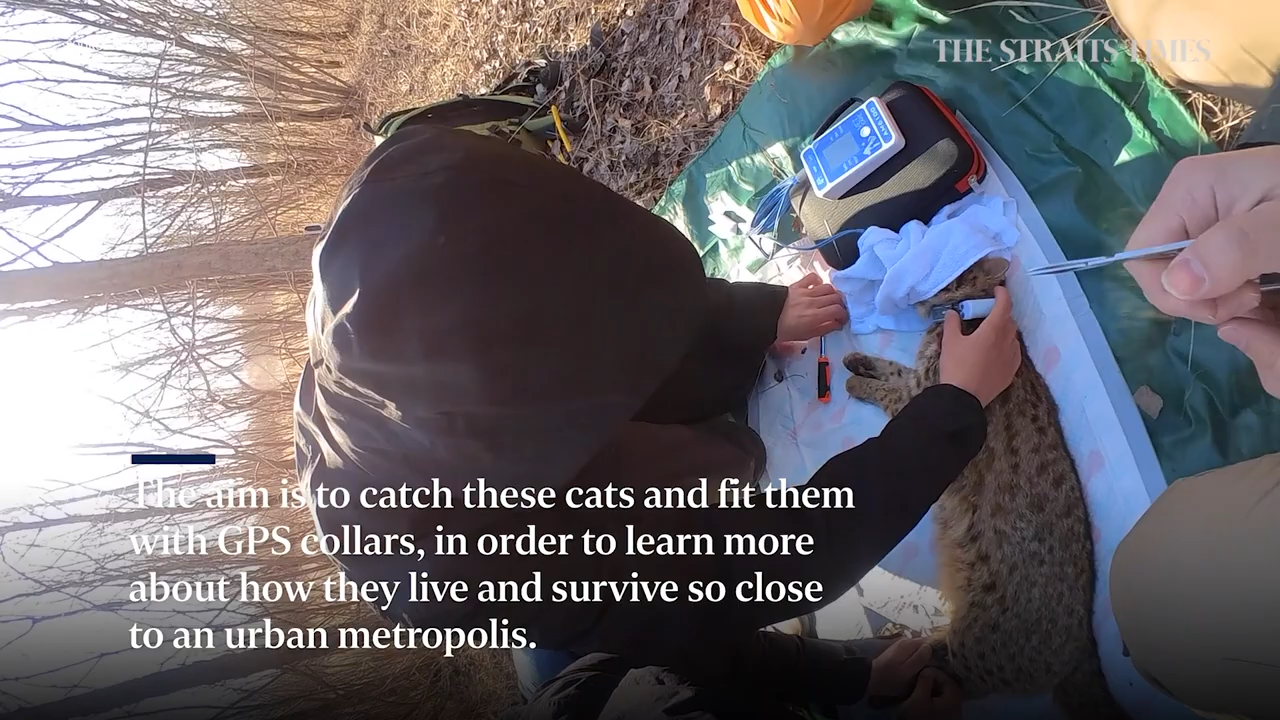 THE STRAITS TIMES
The aim is to catch these cats and fit them
with GPS collars, in order to learn more
about how they live and survive so close
to an urban metropolis.